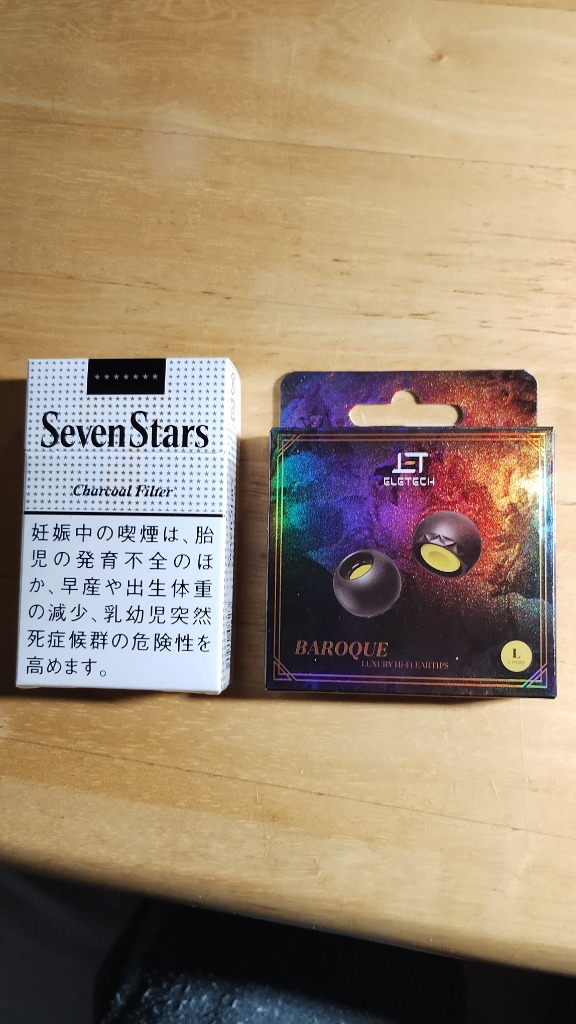 SevenStars
Charcoal Filter
妊娠中の喫煙は、胎
児の発育不全のほ
か、早産や出生体重
の減少、乳幼児突然
死症候群の危険性を
高めます。
ELETECH
BAROQUE
LUXURY HI-FI EARTIPS
L